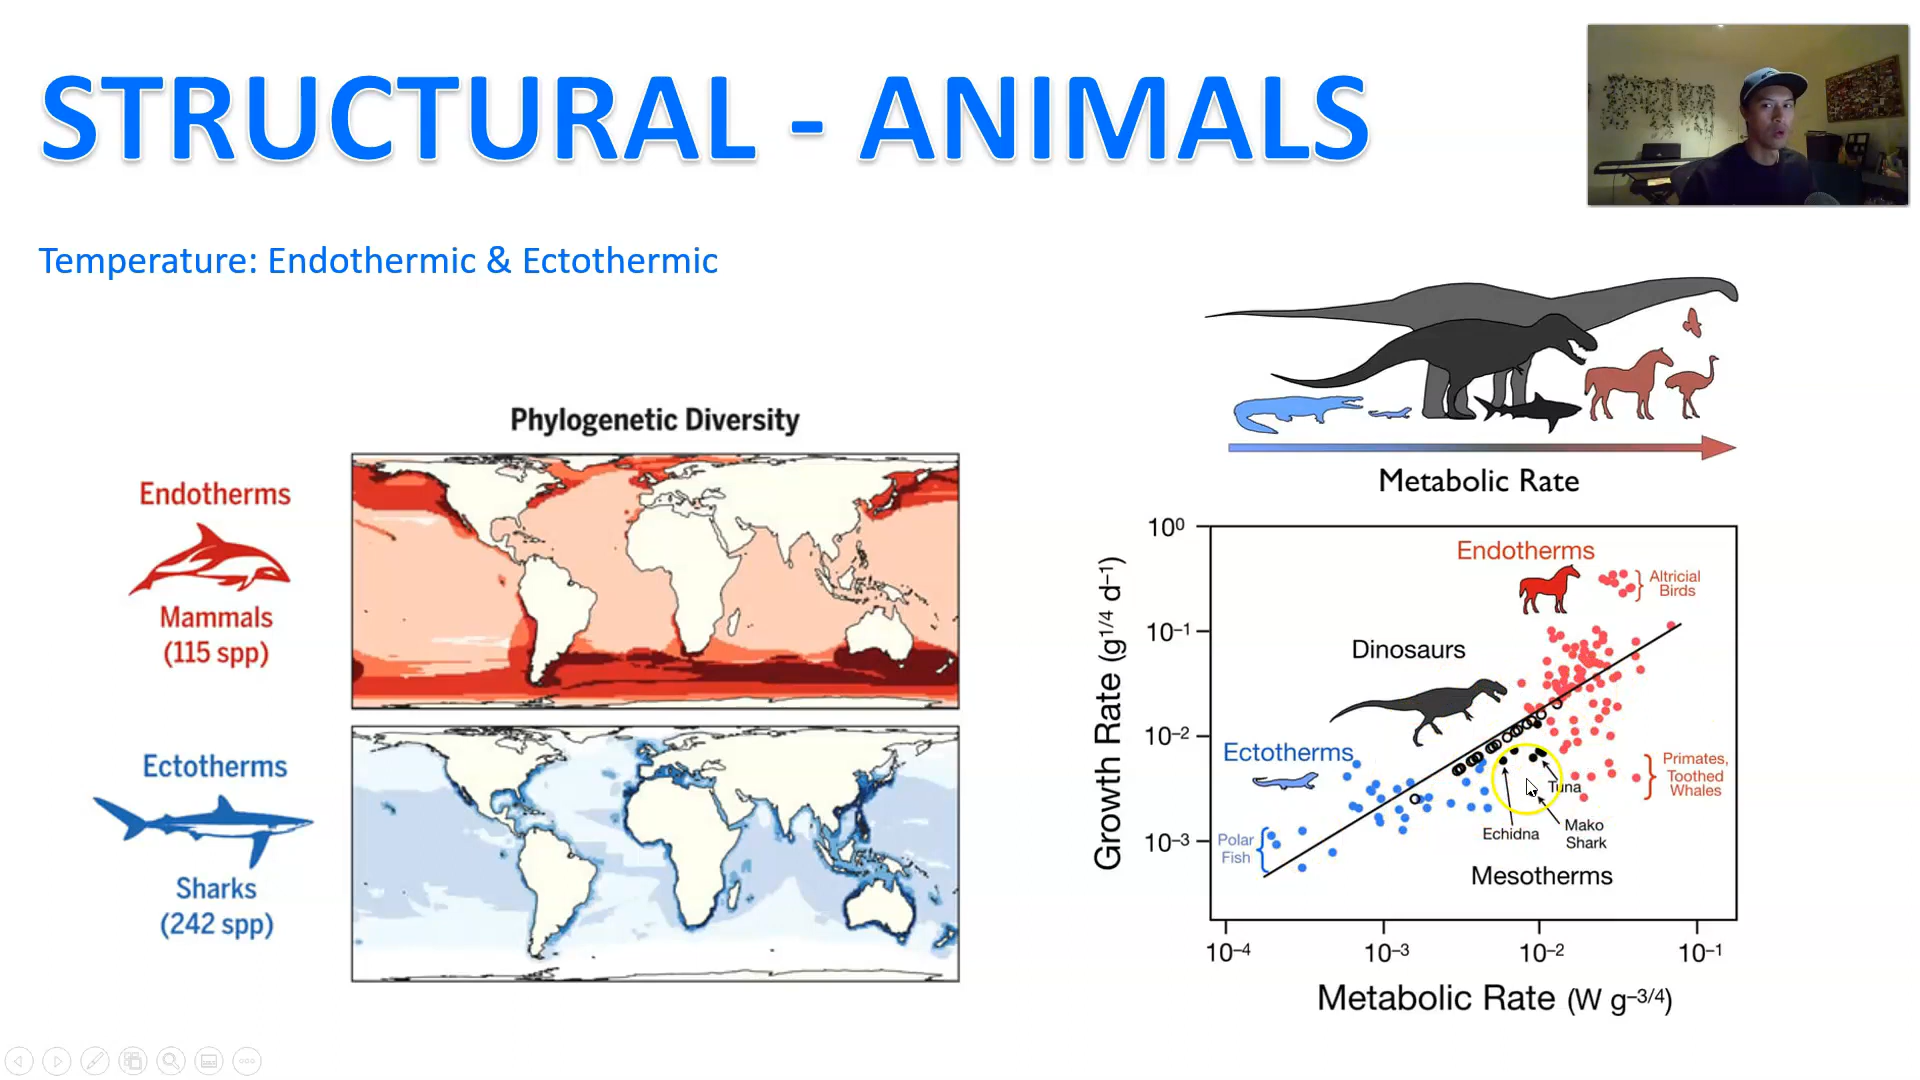 STRUCTURAL - ANIMALS
Temperature: Endothermic & Ectothermic
Phylogenetic Diversity
Endotherms
Mammals
(115 spp)
Ectotherms
Sharks
(242 spp)
Metabolic Rate
10⁰
10⁻¹
10⁻²
10⁻³
Growth Rate (g¹/⁴ d⁻¹)
Endotherms
Altricial
Birds
Dinosaurs
Ectotherms
Primates,
Toothed
Whales
Tuna
Echidna
Mako
Shark
Polar
Fish
Mesotherms
10⁻⁴
10⁻³
10⁻²
10⁻¹
Metabolic Rate (W g⁻³/⁴)